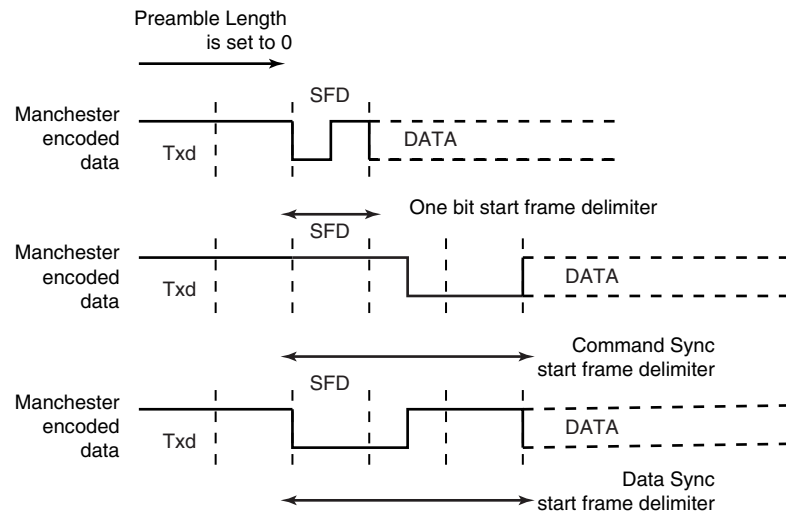 Preamble Length
is set to 0
SFD
Manchester
encoded
data
Txd
DATA
One bit start frame delimiter
SFD
Manchester
encoded
data
Txd
DATA
Command Sync
start frame delimiter
SFD
Manchester
encoded
data
Txd
DATA
Data Sync
start frame delimiter